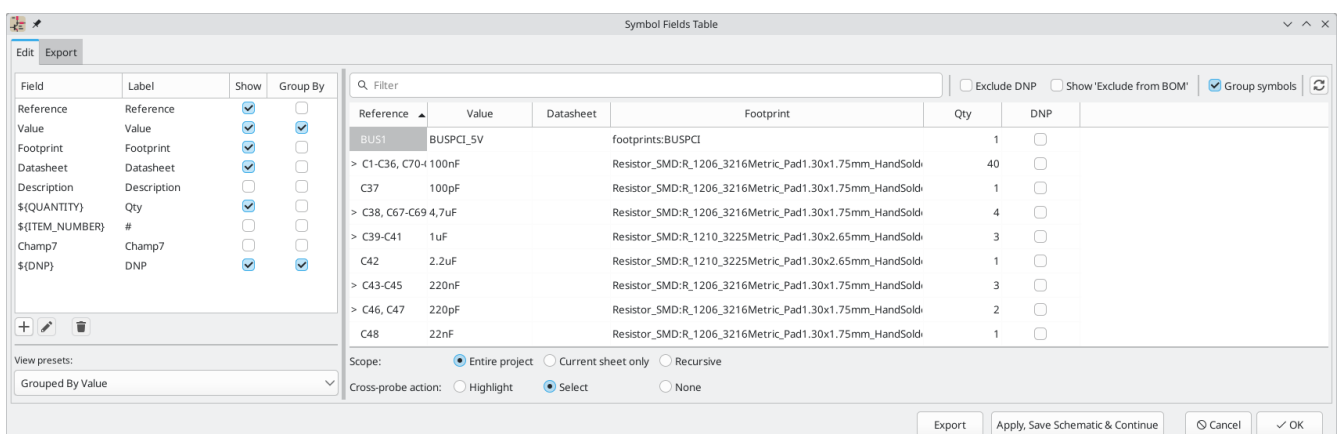 Symbol Fields Table
Edit Export
Field Label Show Group By
Reference Reference
Value Value
Footprint Footprint
Datasheet Datasheet
Description Description
${QUANTITY} Qty
${ITEM_NUMBER} #
Champ7 Champ7
${DNP} DNP
View presets:
Grouped By Value
Filter
Exclude DNP Show 'Exclude from BOM' Group symbols
Reference Value Datasheet Footprint Qty DNP
BUS1 BUSPCI_5V footprints:BUSPCI 1
> C1-C36, C70- 100nF Resistor_SMD:R_1206_3216Metric_Pad1.30x1.75mm_HandSold 40
C37 100pF Resistor_SMD:R_1206_3216Metric_Pad1.30x1.75mm_HandSold 1
> C38, C67-C69 4,7uF Resistor_SMD:R_1206_3216Metric_Pad1.30x1.75mm_HandSold 4
> C39-C41 1uF Resistor_SMD:R_1210_3225Metric_Pad1.30x2.65mm_HandSold 3
C42 2.2uF Resistor_SMD:R_1210_3225Metric_Pad1.30x2.65mm_HandSold 1
> C43-C45 220nF Resistor_SMD:R_1206_3216Metric_Pad1.30x1.75mm_HandSold 3
> C46, C47 220pF Resistor_SMD:R_1206_3216Metric_Pad1.30x1.75mm_HandSold 2
C48 22nF Resistor_SMD:R_1206_3216Metric_Pad1.30x1.75mm_HandSold 1
Scope: Entire project Current sheet only Recursive
Cross-probe action: Highlight Select None
Export Apply, Save Schematic & Continue Cancel OK